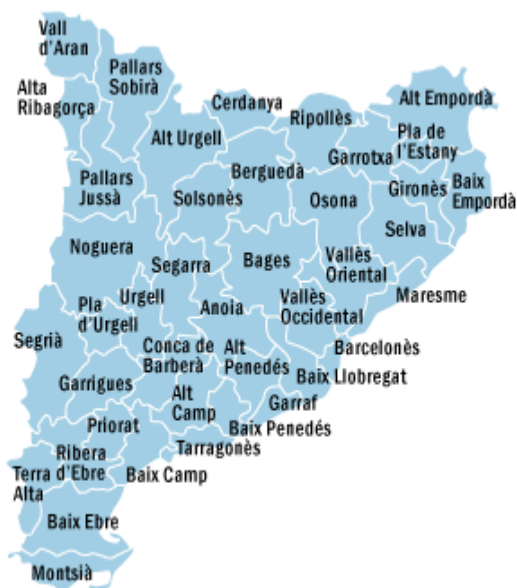 Vall
d'Aran
Pallars
Sobirà
Alta
Ribagorça
Cerdanya
Alt Empordà
Ripollès
Alt Urgell
Pla de
l'Estany
Garrotxa
Berguedà
Pallars
Jussà
Solsonès
Osona
Gironès
Baix
Empordà
Selva
Noguera
Segarra
Bages
Vallès
Oriental
Urgell
Pla
d'Urgell
Anoia
Vallès
Occidental
Maresme
Segrià
Conca de
Barberà
Alt
Penedés
Barcelonès
Baix Llobregat
Garrigues
Alt
Camp
Garraf
Priorat
Baix Penedés
Tarragonès
Ribera
d'Ebre
Terra
Alta
Baix Camp
Baix Ebre
Montsià